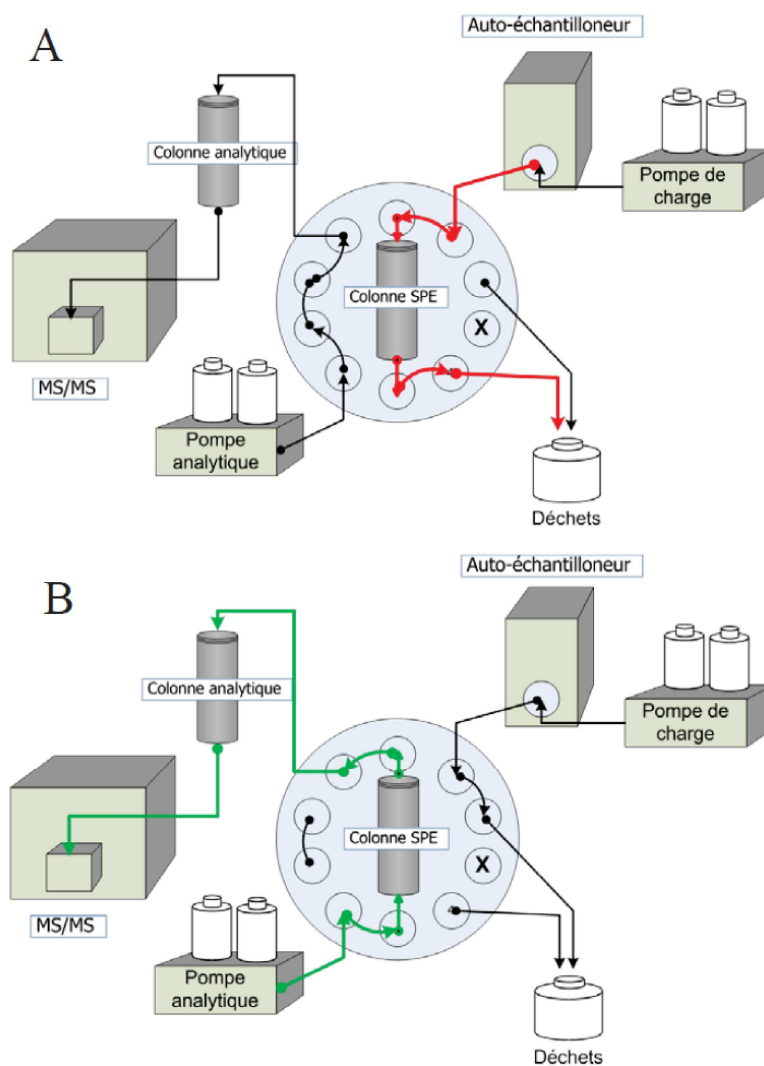 A
Auto-échantilloneur
Colonne analytique
Pompe de
charge
Colonne SPE
X
MS/MS
Pompe
analytique
Déchets
B
Auto-échantilloneur
Colonne analytique
Pompe de
charge
Colonne SPE
X
MS/MS
Pompe
analytique
Déchets